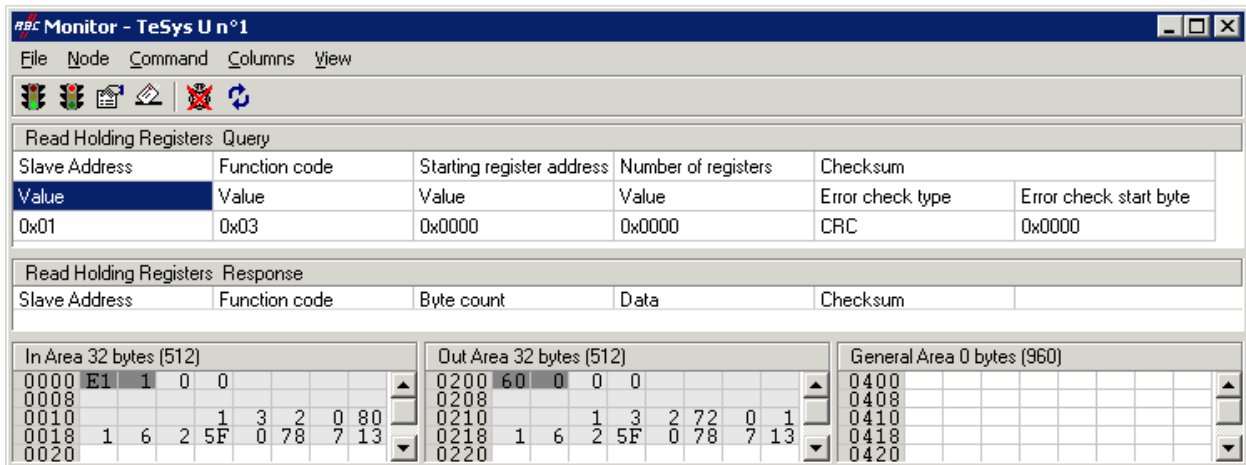 ABC Monitor - TeSys U n°1
File Node Command Columns View
Read Holding Registers Query
Slave Address Function code Starting register address Number of registers Checksum
Value Value Value Value Error check type Error check start byte
0x01 0x03 0x0000 0x0000 CRC 0x0000
Read Holding Registers Response
Slave Address Function code Byte count Data Checksum
In Area 32 bytes (512) Out Area 32 bytes (512) General Area 0 bytes (960)
0000 E1 1 0 0 0200 60 0 0 0 0400
0008 0208 0408
0010 1 3 2 0 80 0210 1 3 2 72 0 1 0410
0018 1 6 2 5F 0 78 7 13 0218 1 6 2 5F 0 78 7 13 0418
0020 0220 0420